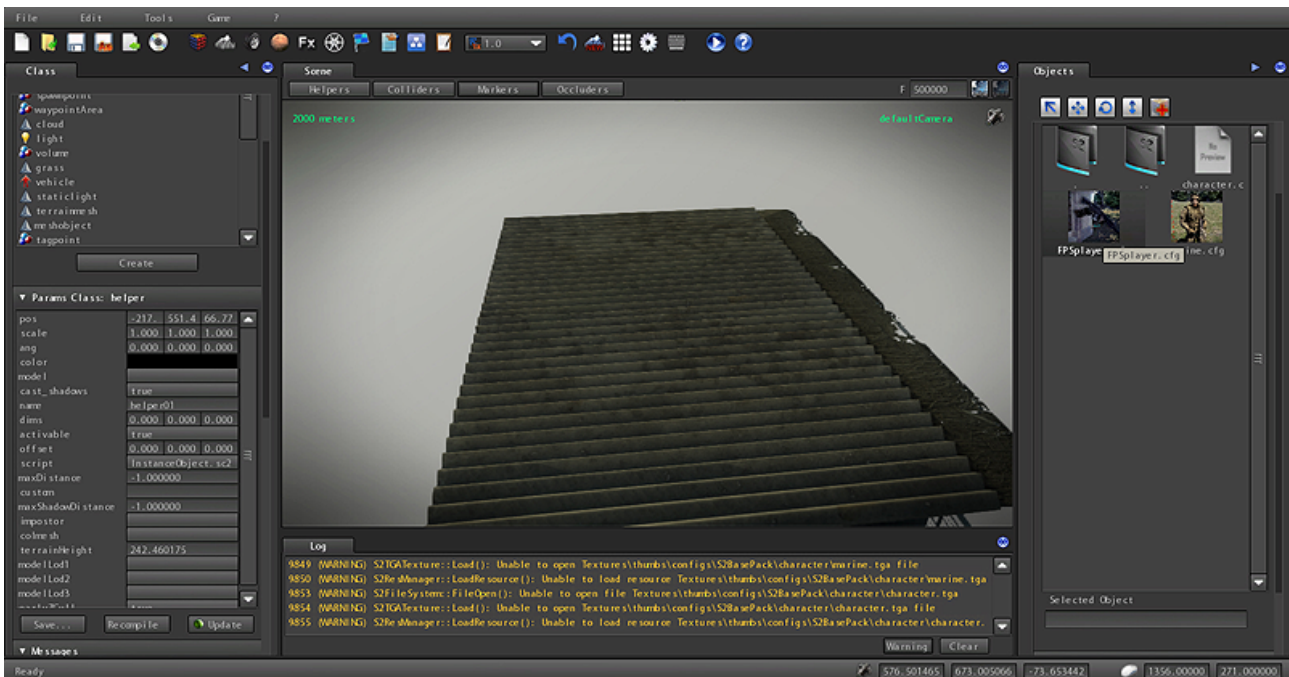 File Edit Tools Game ?
Fx 1.0
Class
spawnpoint
waypointArea
cloud
light
volume
grass
vehicle
staticlight
terrainmesh
meshobject
tagpoint
Create
Params Class: helper
pos -217. 551.4 66.77
scale 1.000 1.000 1.000
ang 0.000 0.000 0.000
color
model
cast_shadows true
name helper01
dims 0.000 0.000 0.000
activable true
offset 0.000 0.000 0.000
script InstanceObject.sc2
maxDistance -1.000000
custom
maxShadowDistance -1.000000
impostor
colmesh
terrainHeight 242.460175
modelLod1
modelLod2
modelLod3
Save... Recompile Update
Messages
Ready
Scene
Helpers Colliders Markers Occluders F 500000
2000 meters defaultCamera
Log
9849 (WARNING) S2TGATexture::Load(): Unable to open Textures\thumbs\configs\S2BasePack\character\marine.tga file
9850 (WARNING) S2ResManager::LoadResource(): Unable to load resource Textures\thumbs\configs\S2BasePack\character\marine.tga
9853 (WARNING) S2FileSystem::FileOpen(): Unable to open file Textures\thumbs\configs\S2BasePack\character\character.tga
9854 (WARNING) S2TGATexture::Load(): Unable to open Textures\thumbs\configs\S2BasePack\character\character.tga file
9855 (WARNING) S2ResManager::LoadResource(): Unable to load resource Textures\thumbs\configs\S2BasePack\character\character.
Warning Clear
Objects
No
Preview
. .. character.c
FPSplaye ine.cfg
FPSplayer.cfg
Selected Object
576.501465 673.005066 -73.653442 1356.00000 271.000000